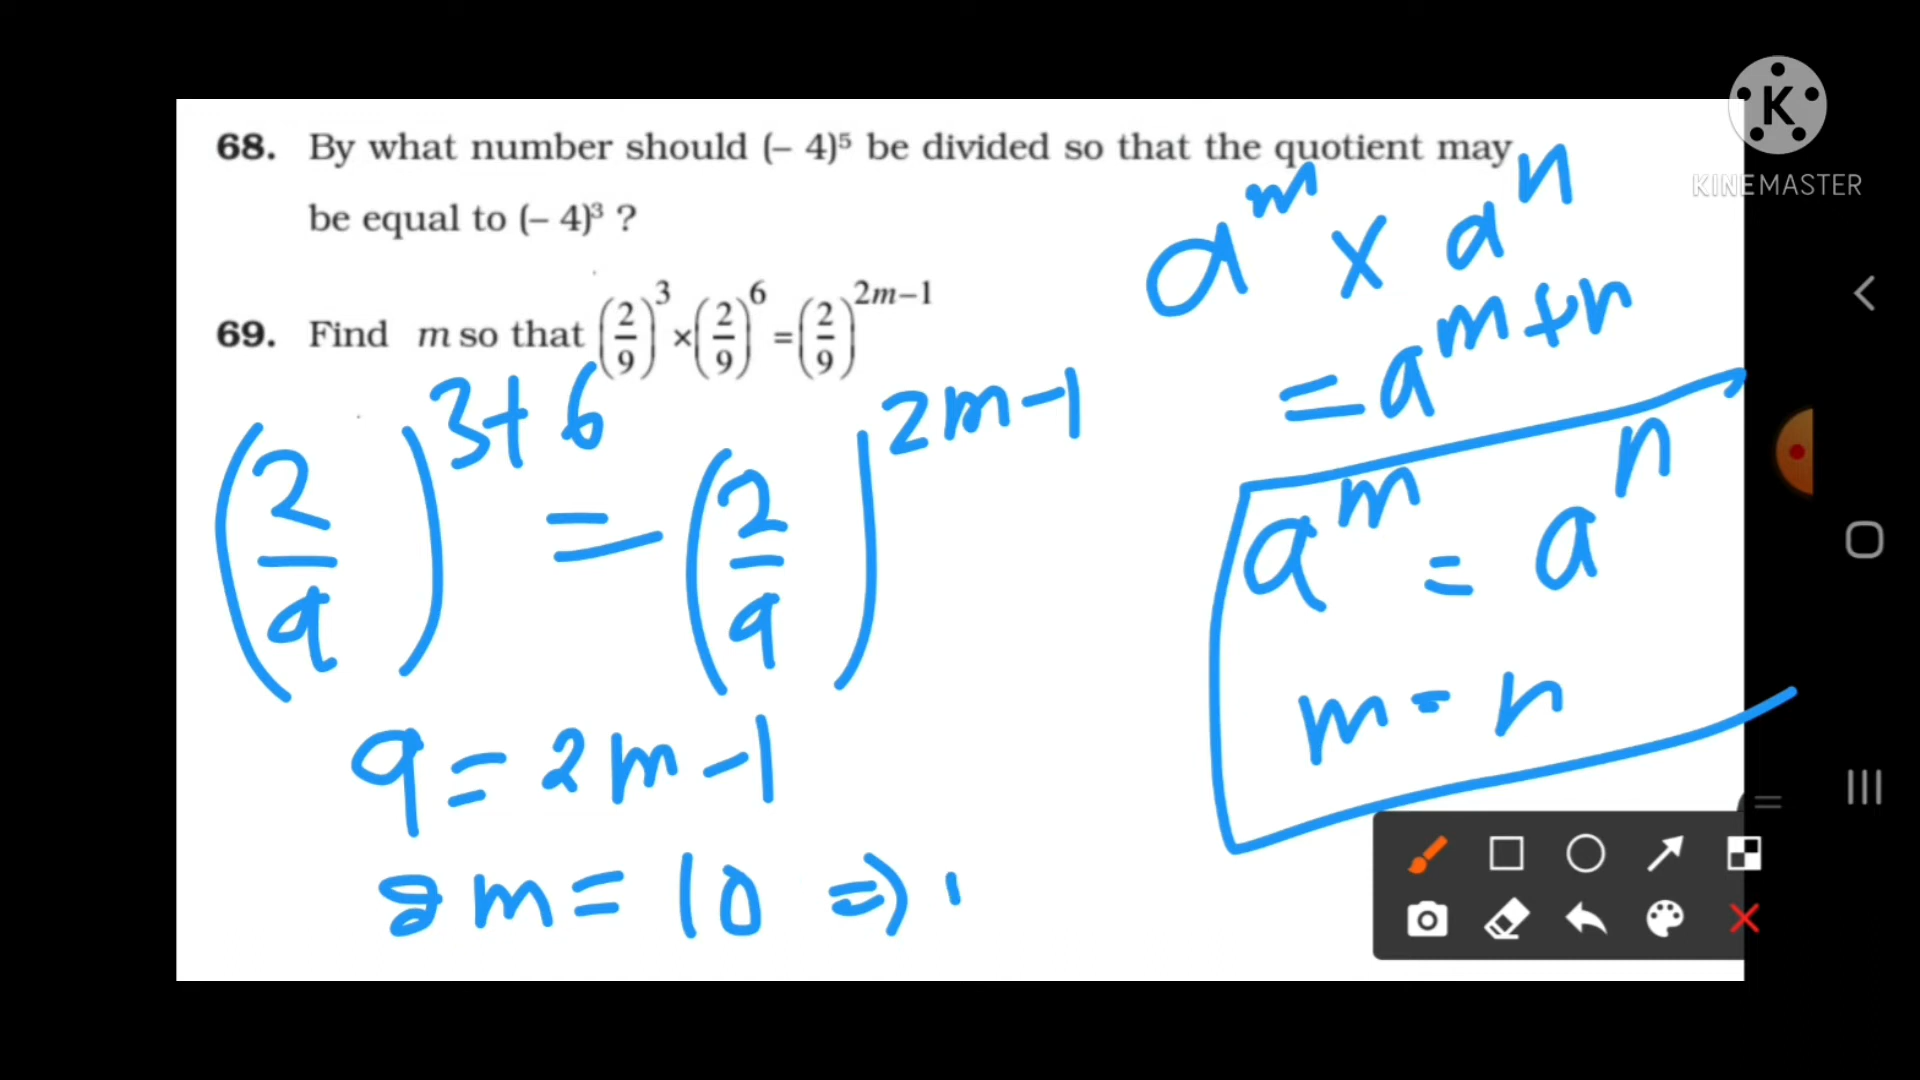 68. By what number should (– 4)⁵ be divided so that the quotient may
be equal to (– 4)³ ?
69. Find m so that (2/9)³ × (2/9)⁶ = (2/9)²ᵐ⁻¹
(2/9)³⁺⁶ = (2/9)²ᵐ⁻¹
9 = 2m - 1
2m = 10 ⇒
aᵐ × aⁿ
= aᵐ⁺ⁿ
aᵐ = aⁿ
m = n
K
KINEMASTER